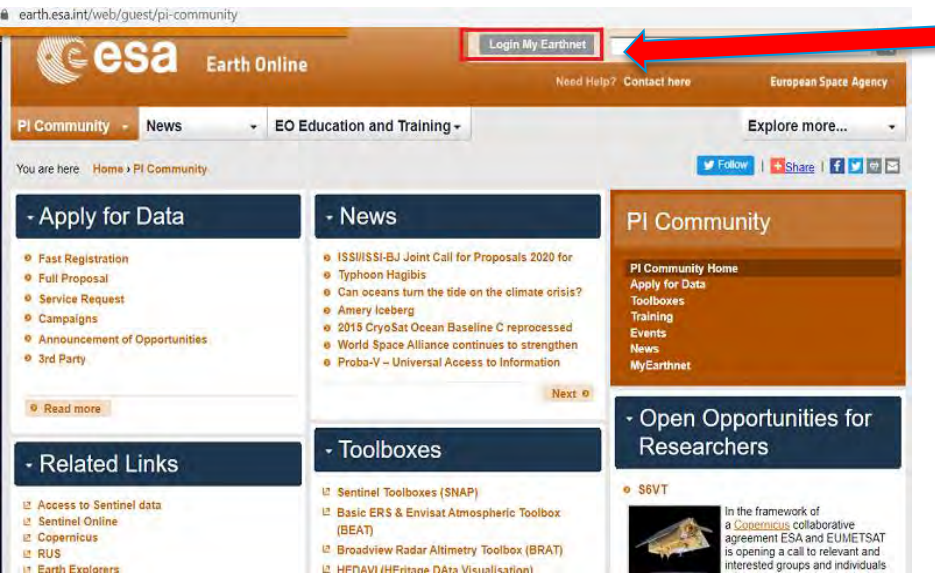 earth.esa.int/web/guest/pi-community
esa Earth Online
Login My Earthnet
Need Help? Contact here
European Space Agency
PI Community
News
EO Education and Training
Explore more...
You are here Home › PI Community
Follow
Share
Apply for Data
Fast Registration
Full Proposal
Service Request
Campaigns
Announcement of Opportunities
3rd Party
Read more
News
ISSI/ISSI-BJ Joint Call for Proposals 2020 for
Typhoon Hagibis
Can oceans turn the tide on the climate crisis?
Amery Iceberg
2015 CryoSat Ocean Baseline C reprocessed
World Space Alliance continues to strengthen
Proba-V – Universal Access to Information
Next
PI Community
PI Community Home
Apply for Data
Toolboxes
Training
Events
News
MyEarthnet
Related Links
Access to Sentinel data
Sentinel Online
Copernicus
RUS
Earth Explorers
Toolboxes
Sentinel Toolboxes (SNAP)
Basic ERS & Envisat Atmospheric Toolbox
(BEAT)
Broadview Radar Altimetry Toolbox (BRAT)
HEDAVI (HEritage DAta Visualisation)
Open Opportunities for
Researchers
S6VT
In the framework of
a Copernicus collaborative
agreement ESA and EUMETSAT
is opening a call to relevant and
interested groups and individuals